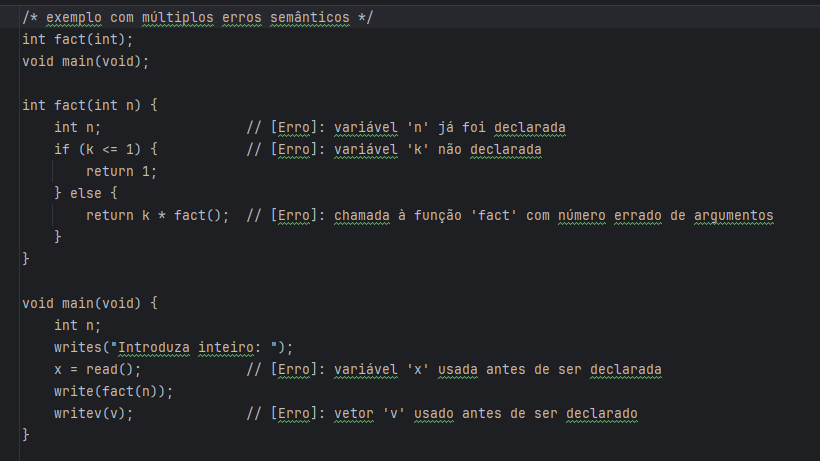 /* exemplo com múltiplos erros semânticos */
int fact(int);
void main(void);
int fact(int n) {
int n; // [Erro]: variável 'n' já foi declarada
if (k <= 1) { // [Erro]: variável 'k' não declarada
return 1;
} else {
return k * fact(); // [Erro]: chamada à função 'fact' com número errado de argumentos
}
}
void main(void) {
int n;
writes("Introduza inteiro: ");
x = read(); // [Erro]: variável 'x' usada antes de ser declarada
write(fact(n));
writev(v); // [Erro]: vetor 'v' usado antes de ser declarado
}